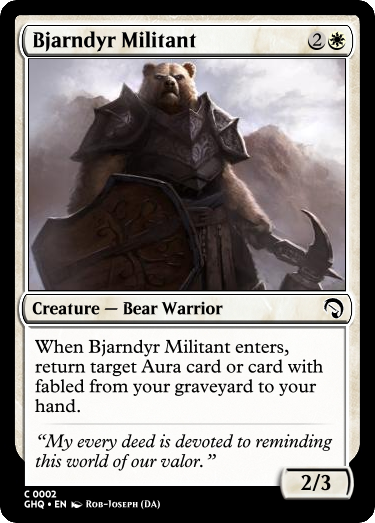 Bjarndyr Militant 2
Creature — Bear Warrior
When Bjarndyr Militant enters,
return target Aura card or card with
fabled from your graveyard to your
hand.
“My every deed is devoted to reminding
this world of our valor.”
2/3
C 0002
GHQ • EN Rob-Joseph (DA)